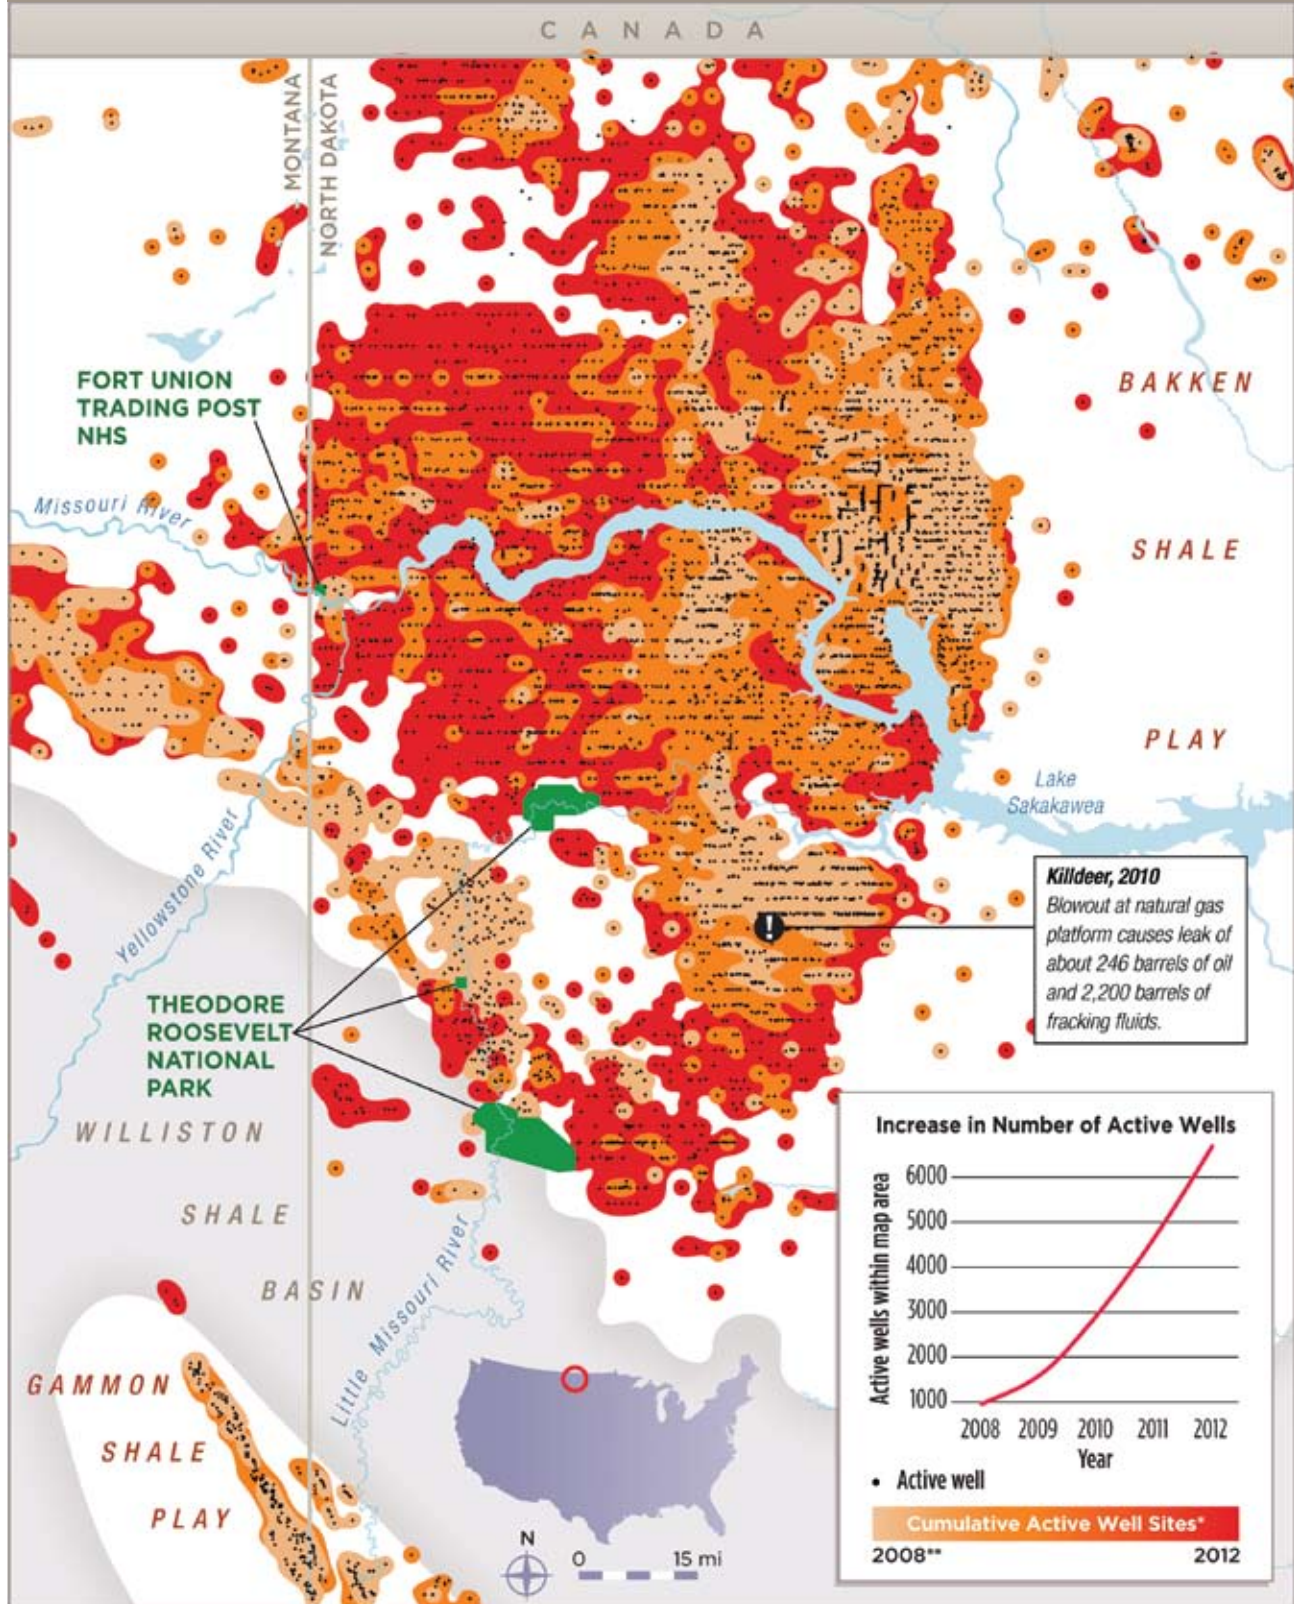 CANADA
MONTANA
NORTH DAKOTA
FORT UNION
TRADING POST
NHS
Missouri River
BAKKEN
SHALE
PLAY
Lake
Sakakawea
Yellowstone River
Killdeer, 2010
Blowout at natural gas
platform causes leak of
about 246 barrels of oil
and 2,200 barrels of
fracking fluids.
!
THEODORE
ROOSEVELT
NATIONAL
PARK
WILLISTON
SHALE
BASIN
Little Missouri River
GAMMON
SHALE
PLAY
N
0 15 mi
Increase in Number of Active Wells
Active wells within map area
6000
5000
4000
3000
2000
1000
2008 2009 2010 2011 2012
Year
• Active well
Cumulative Active Well Sites*
2008** 2012